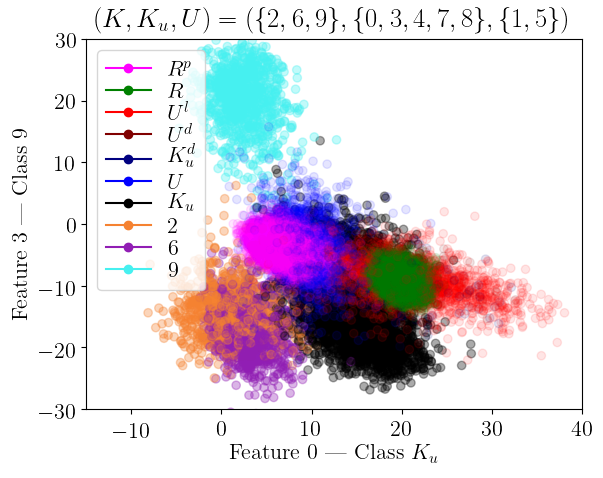 (K, K_u, U) = ({2, 6, 9}, {0, 3, 4, 7, 8}, {1, 5})
R^p
R
U^l
U^d
K_u^d
U
K_u
2
6
9
Feature 3 — Class 9
30
20
10
0
−10
−20
−30
−10 0 10 20 30 40
Feature 0 — Class K_u